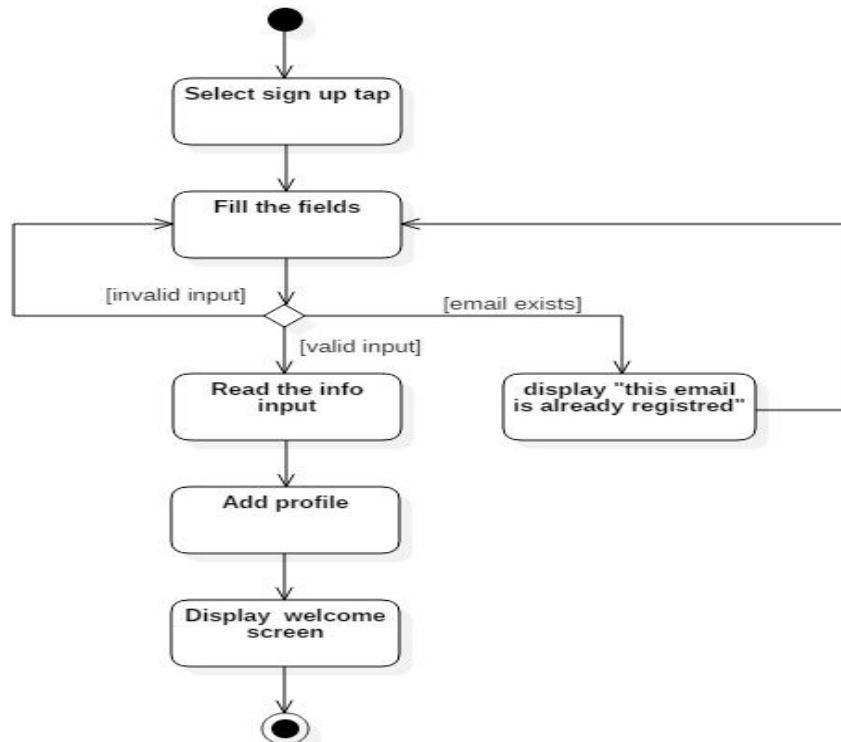 Select sign up tap
Fill the fields
[invalid input]
[email exists]
[valid input]
Read the info
input
display "this email
is already registred"
Add profile
Display  welcome
screen